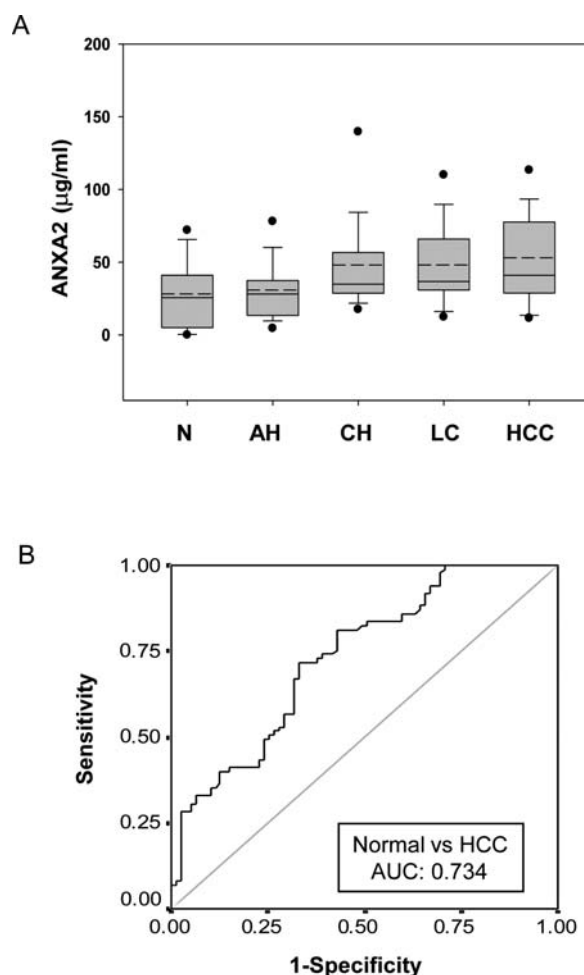 A
200
150
100
50
0
ANXA2 (µg/ml)
N AH CH LC HCC
B
1.00
0.75
0.50
0.25
0.00
Sensitivity
Normal vs HCC
AUC: 0.734
0.00 0.25 0.50 0.75 1.00
1-Specificity